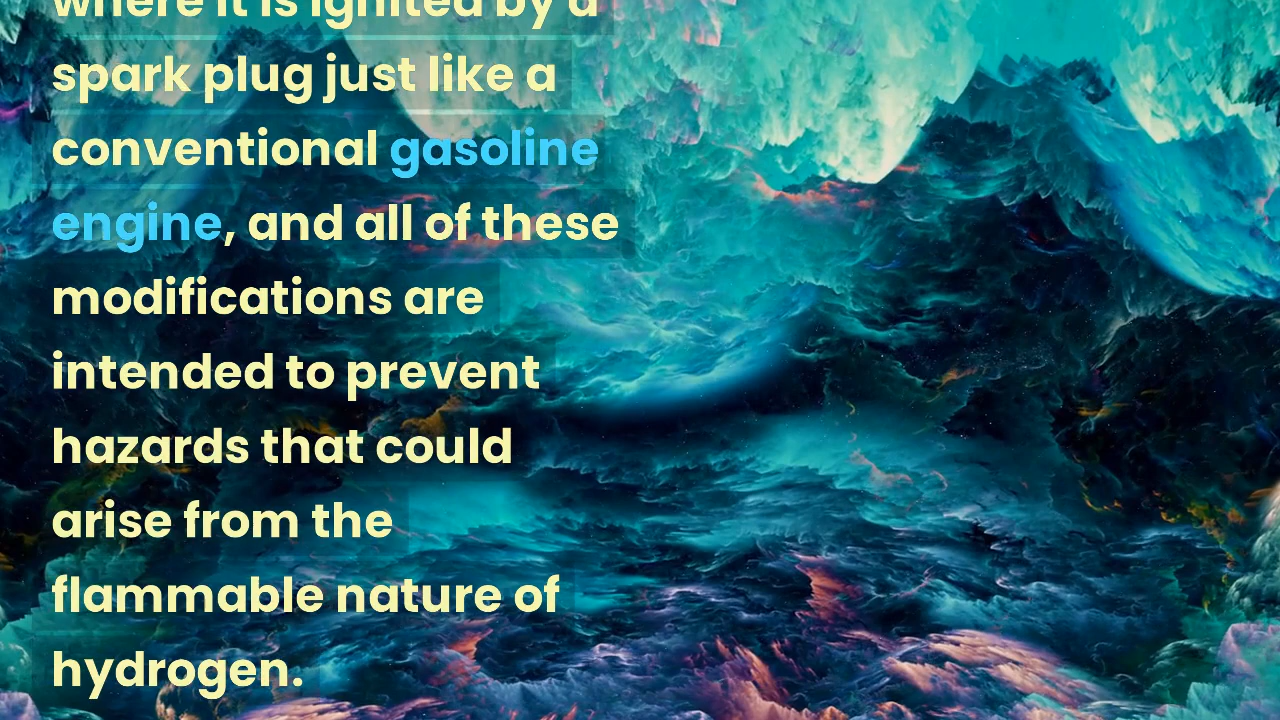 where it is ignited by a
spark plug just like a
conventional gasoline
engine, and all of these
modifications are
intended to prevent
hazards that could
arise from the
flammable nature of
hydrogen.